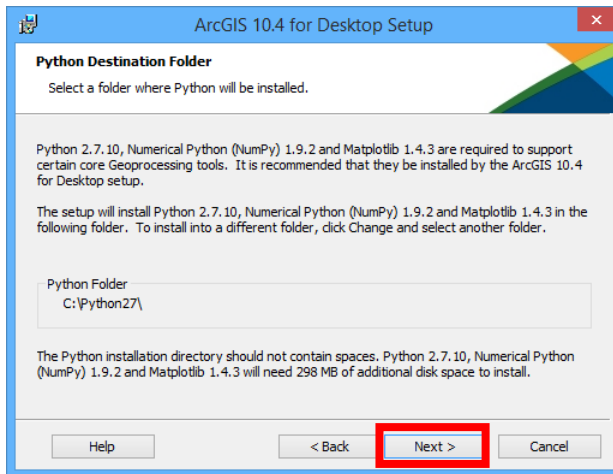 ArcGIS 10.4 for Desktop Setup
Python Destination Folder
Select a folder where Python will be installed.
Python 2.7.10, Numerical Python (NumPy) 1.9.2 and Matplotlib 1.4.3 are required to support
certain core Geoprocessing tools. It is recommended that they be installed by the ArcGIS 10.4
for Desktop setup.
The setup will install Python 2.7.10, Numerical Python (NumPy) 1.9.2 and Matplotlib 1.4.3 in the
following folder. To install into a different folder, click Change and select another folder.
Python Folder
C:\Python27\
The Python installation directory should not contain spaces. Python 2.7.10, Numerical Python
(NumPy) 1.9.2 and Matplotlib 1.4.3 will need 298 MB of additional disk space to install.
Help < Back Next > Cancel